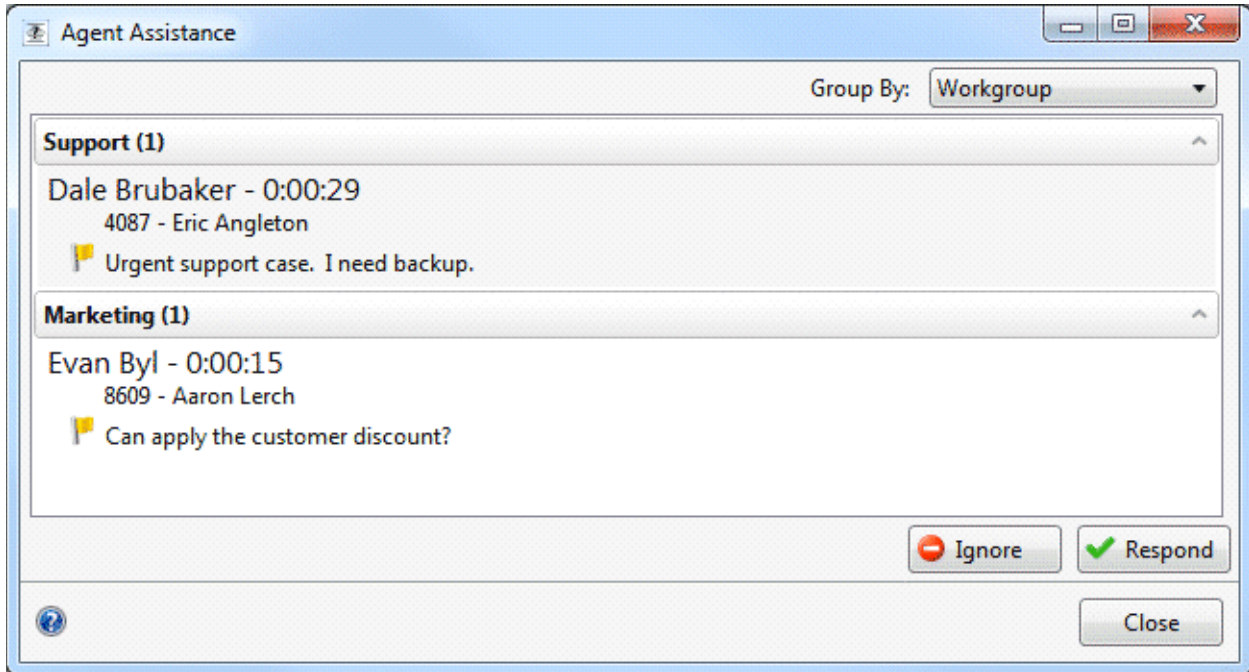 Agent Assistance
Group By: Workgroup
Support (1)
Dale Brubaker - 0:00:29
4087 - Eric Angleton
Urgent support case.  I need backup.
Marketing (1)
Evan Byl - 0:00:15
8609 - Aaron Lerch
Can apply the customer discount?
Ignore Respond
Close